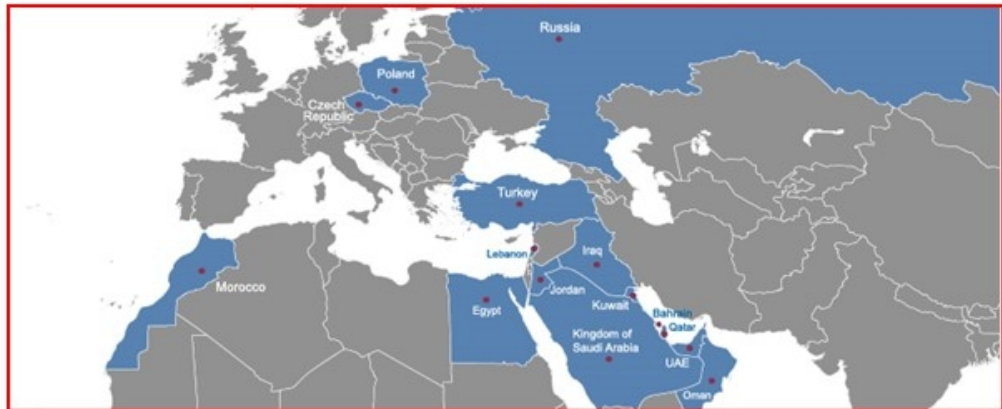 Russia
Poland
Czech
Republic
Turkey
Lebanon
Iraq
Morocco
Jordan
Egypt
Kuwait
Bahrain
Qatar
Kingdom of
Saudi Arabia
UAE
Oman